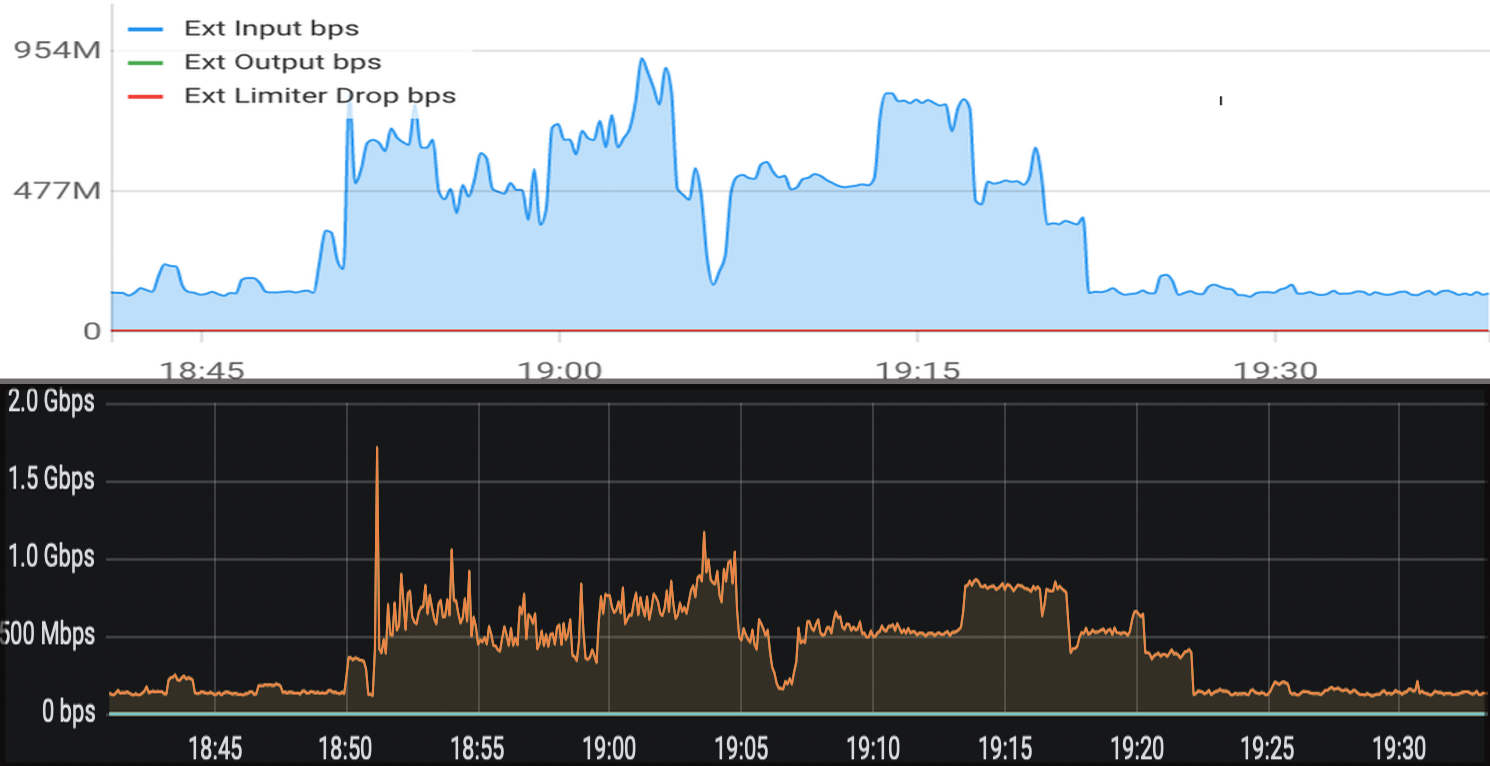 Ext Input bps
954M
Ext Output bps
Ext Limiter Drop bps
477M
0
18:45 19:00 19:15 19:30
2.0 Gbps
1.5 Gbps
1.0 Gbps
500 Mbps
0 bps
18:45 18:50 18:55 19:00 19:05 19:10 19:15 19:20 19:25 19:30